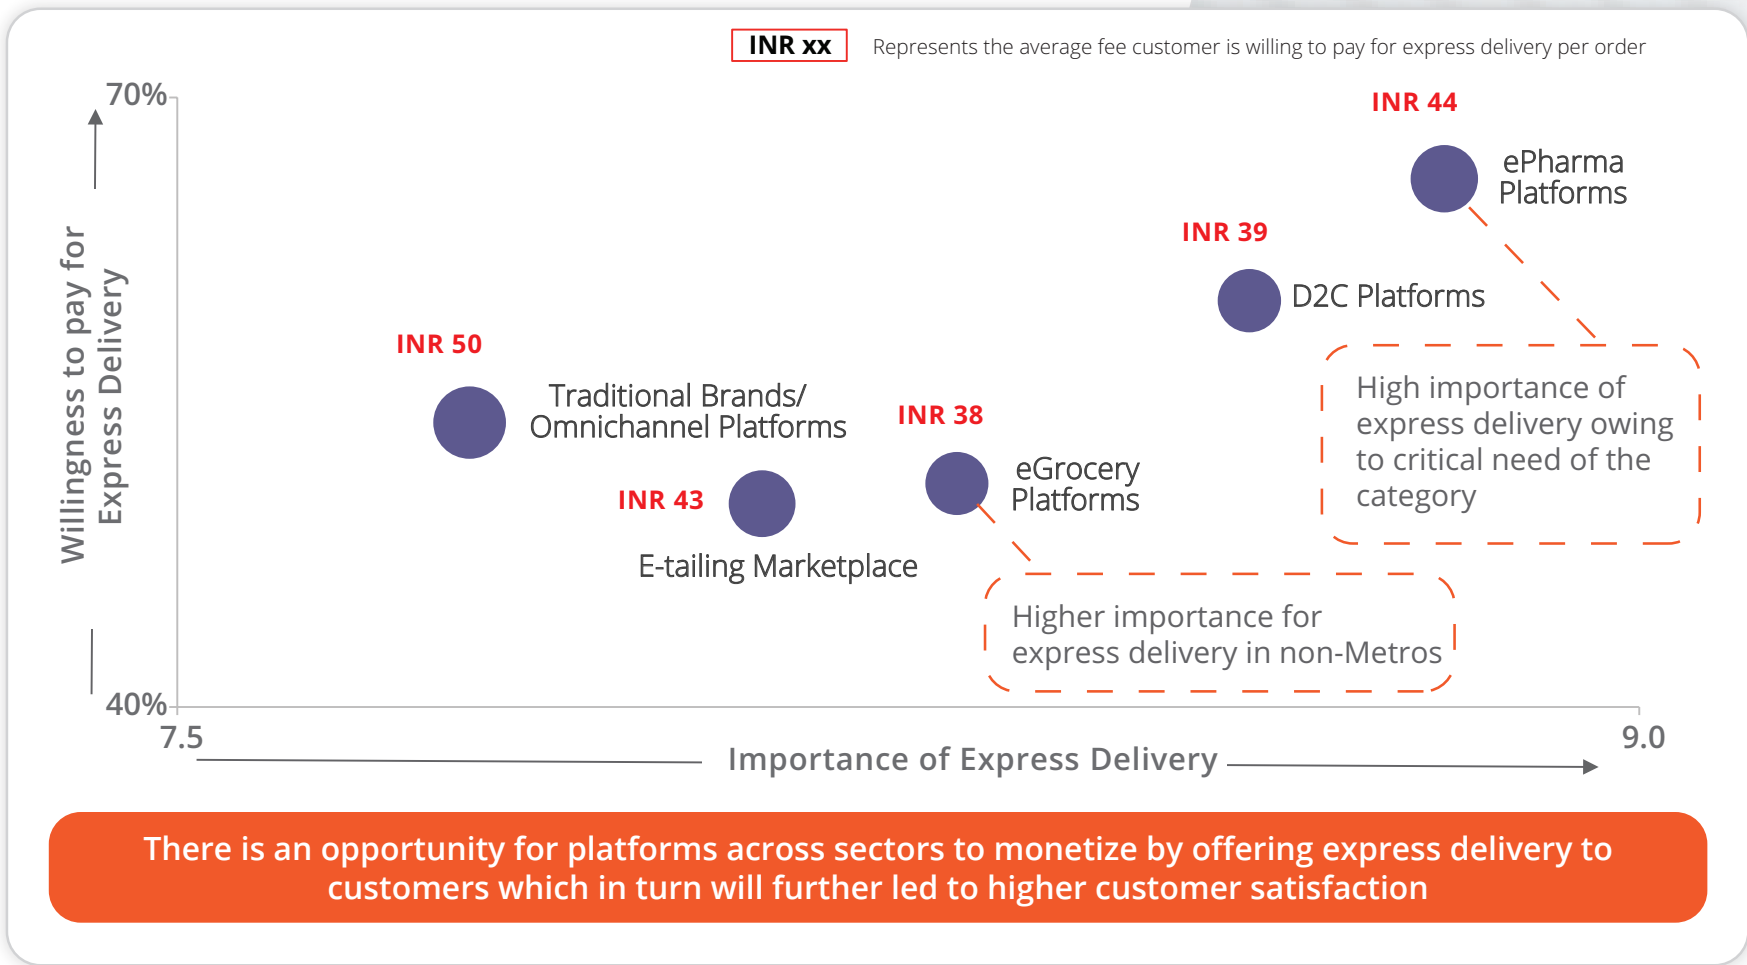 INR xx
Represents the average fee customer is willing to pay for express delivery per order
70%
Willingness to pay for
Express Delivery
40%
INR 44
ePharma
Platforms
INR 39
D2C Platforms
INR 50
Traditional Brands/
Omnichannel Platforms
INR 38
eGrocery
Platforms
INR 43
E-tailing Marketplace
High importance of
express delivery owing
to critical need of the
category
Higher importance for
express delivery in non-Metros
7.5
9.0
Importance of Express Delivery
There is an opportunity for platforms across sectors to monetize by offering express delivery to
customers which in turn will further led to higher customer satisfaction